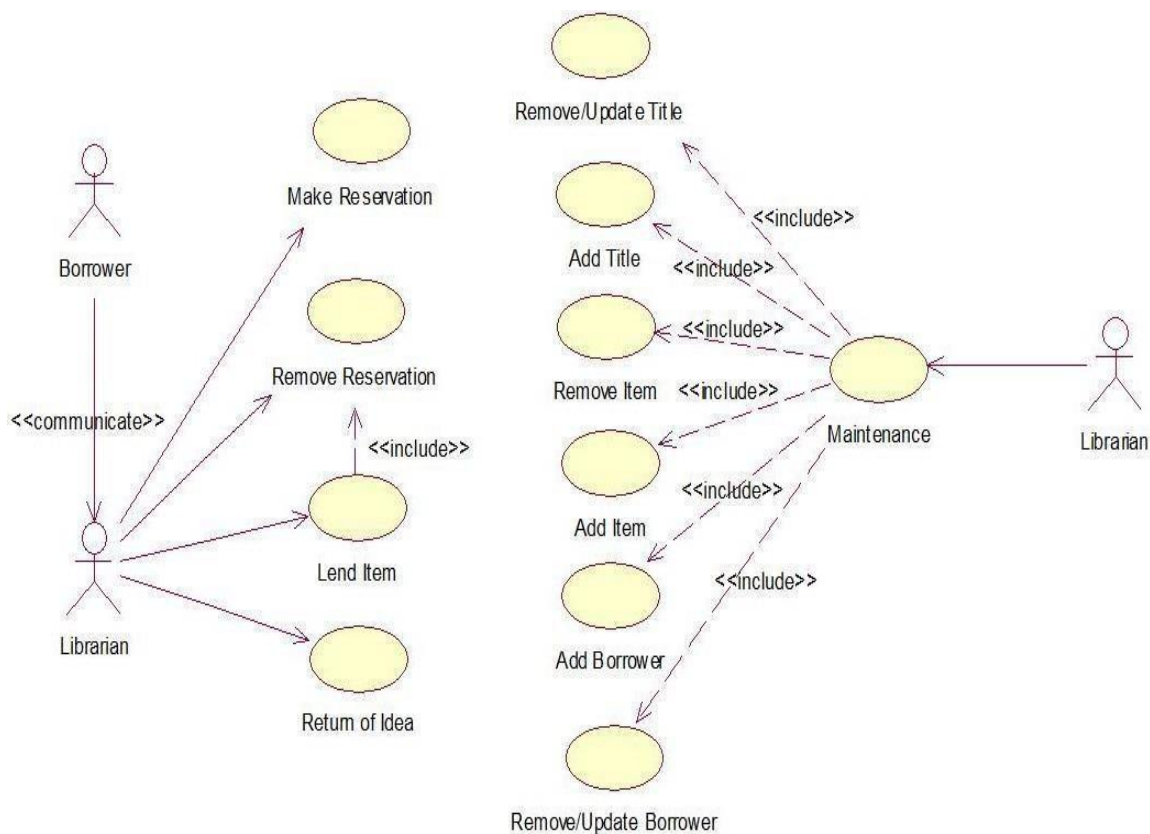 Remove/Update Title
Make Reservation
<<include>>
Borrower
Add Title
<<include>>
<<include>>
Remove Reservation
Remove Item
<<include>>
<<communicate>>
<<include>>
Maintenance
Librarian
<<include>>
Add Item
Lend Item
<<include>>
Librarian
Add Borrower
Return of Idea
Remove/Update Borrower